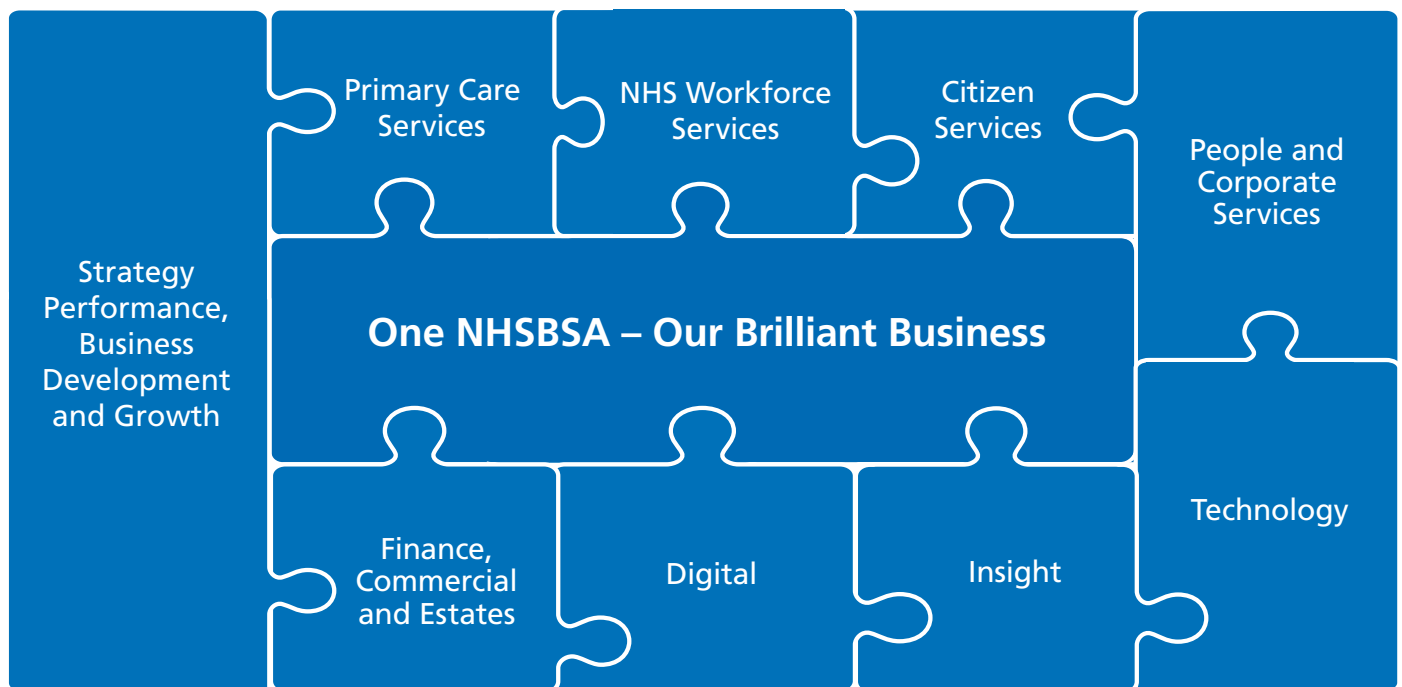 Primary Care
Services
NHS Workforce
Services
Citizen
Services
People and
Corporate
Services
Strategy
Performance,
Business
Development
and Growth
One NHSBSA – Our Brilliant Business
Finance,
Commercial
and Estates
Digital
Insight
Technology